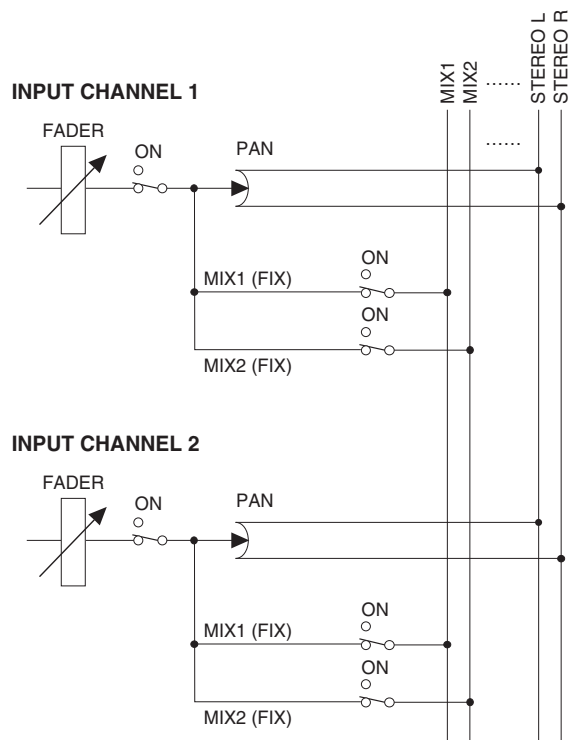 MIX1
MIX2
......
STEREO L
STEREO R
......
INPUT CHANNEL 1
FADER
ON
PAN
ON
MIX1 (FIX)
ON
MIX2 (FIX)
INPUT CHANNEL 2
FADER
ON
PAN
ON
MIX1 (FIX)
ON
MIX2 (FIX)